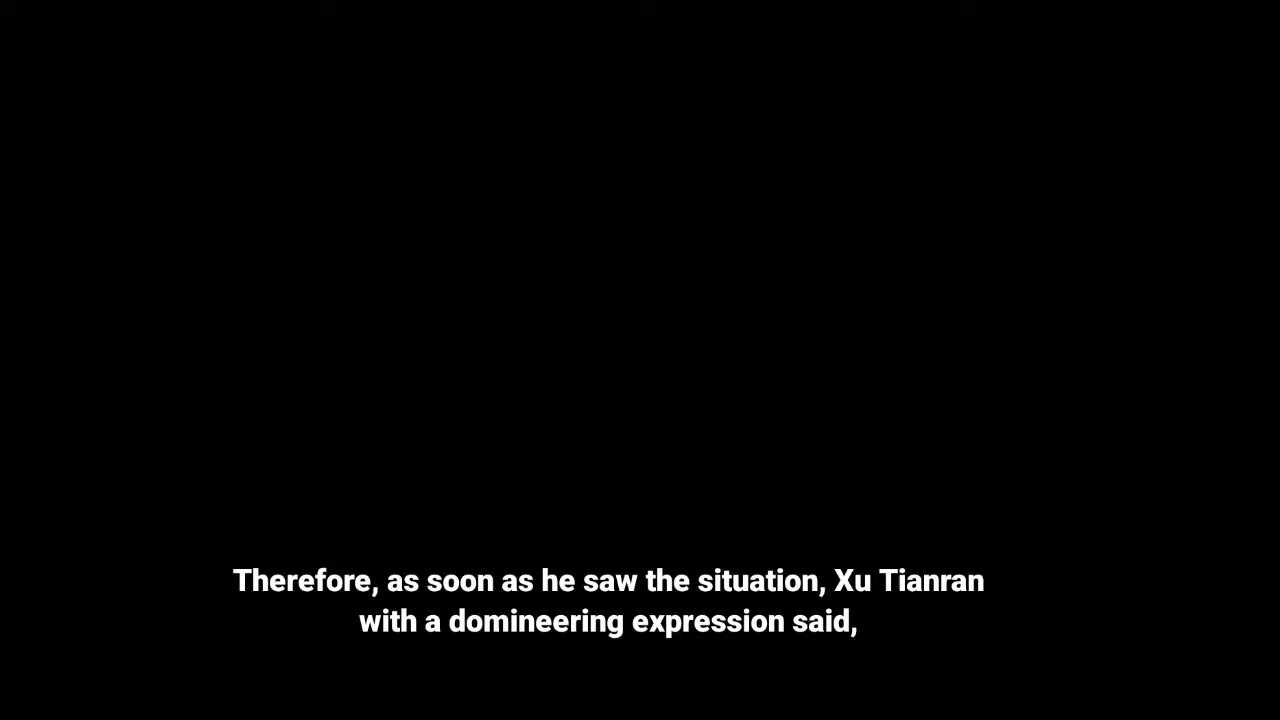 Therefore, as soon as he saw the situation, Xu Tianran
with a domineering expression said,